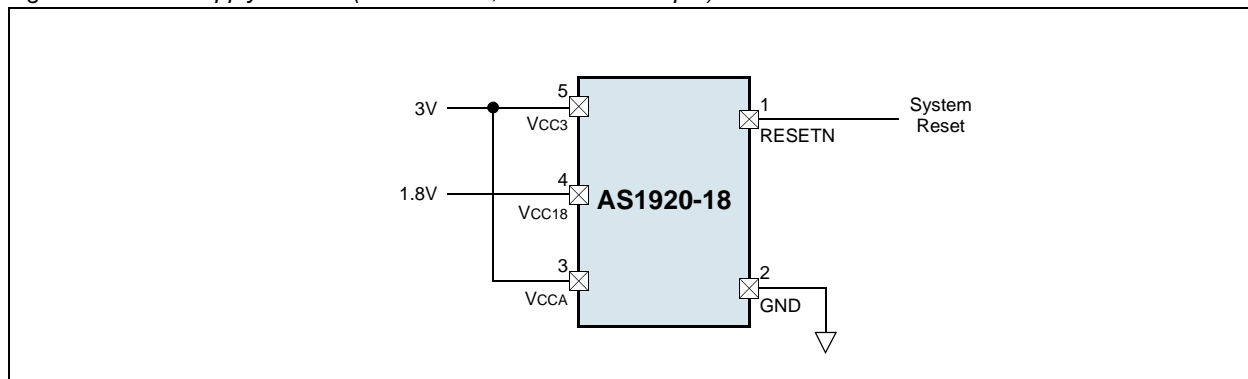 5
3V
VCC3
4
1.8V
VCC18
3
VCCA
AS1920-18
1
RESETN
System
Reset
2
GND